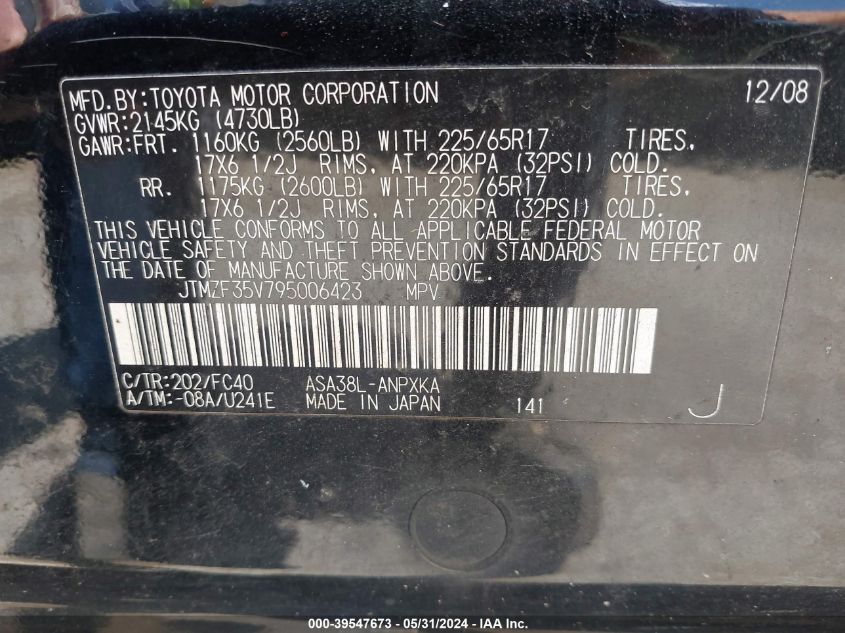 MFD.BY:TOYOTA MOTOR CORPORATION 12/08
GVWR:2145KG (4730LB)
GAWR:FRT. 1160KG (2560LB) WITH 225/65R17 TIRES,
17X6 1/2J RIMS, AT 220KPA (32PSI) COLD.
RR. 1175KG (2600LB) WITH 225/65R17 TIRES,
17X6 1/2J RIMS, AT 220KPA (32PSI) COLD.
THIS VEHICLE CONFORMS TO ALL APPLICABLE FEDERAL MOTOR
VEHICLE SAFETY AND THEFT PREVENTION STANDARDS IN EFFECT ON
THE DATE OF MANUFACTURE SHOWN ABOVE.
JTMZF35V795006423 MPV
C/TR:202/FC40 ASA38L-ANPXKA
A/TM:-08A/U241E MADE IN JAPAN 141 J
000-39547673 - 05/31/2024 - IAA Inc.